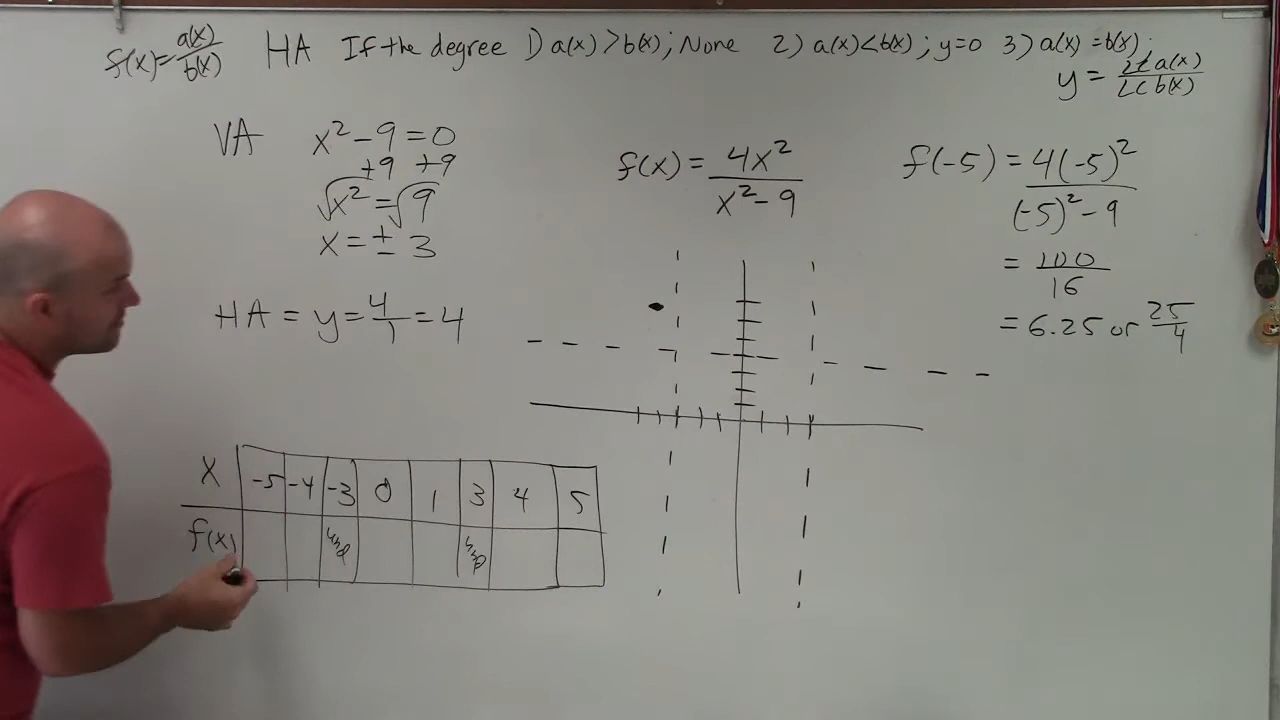 f(x) = a(x)/b(x) HA If the degree 1) a(x) > b(x); None 2) a(x) < b(x); y=0 3) a(x) = b(x);
y = LC a(x)/LC b(x)
VA x² - 9 = 0
+9 +9
√x² = √9
x = ± 3
HA = y = 4/1 = 4
f(x) = 4x²/x² - 9
f(-5) = 4(-5)²/(-5)² - 9
= 100/16
= 6.25 or 25/4
x -5 -4 -3 0 1 3 4 5
f(x) und und